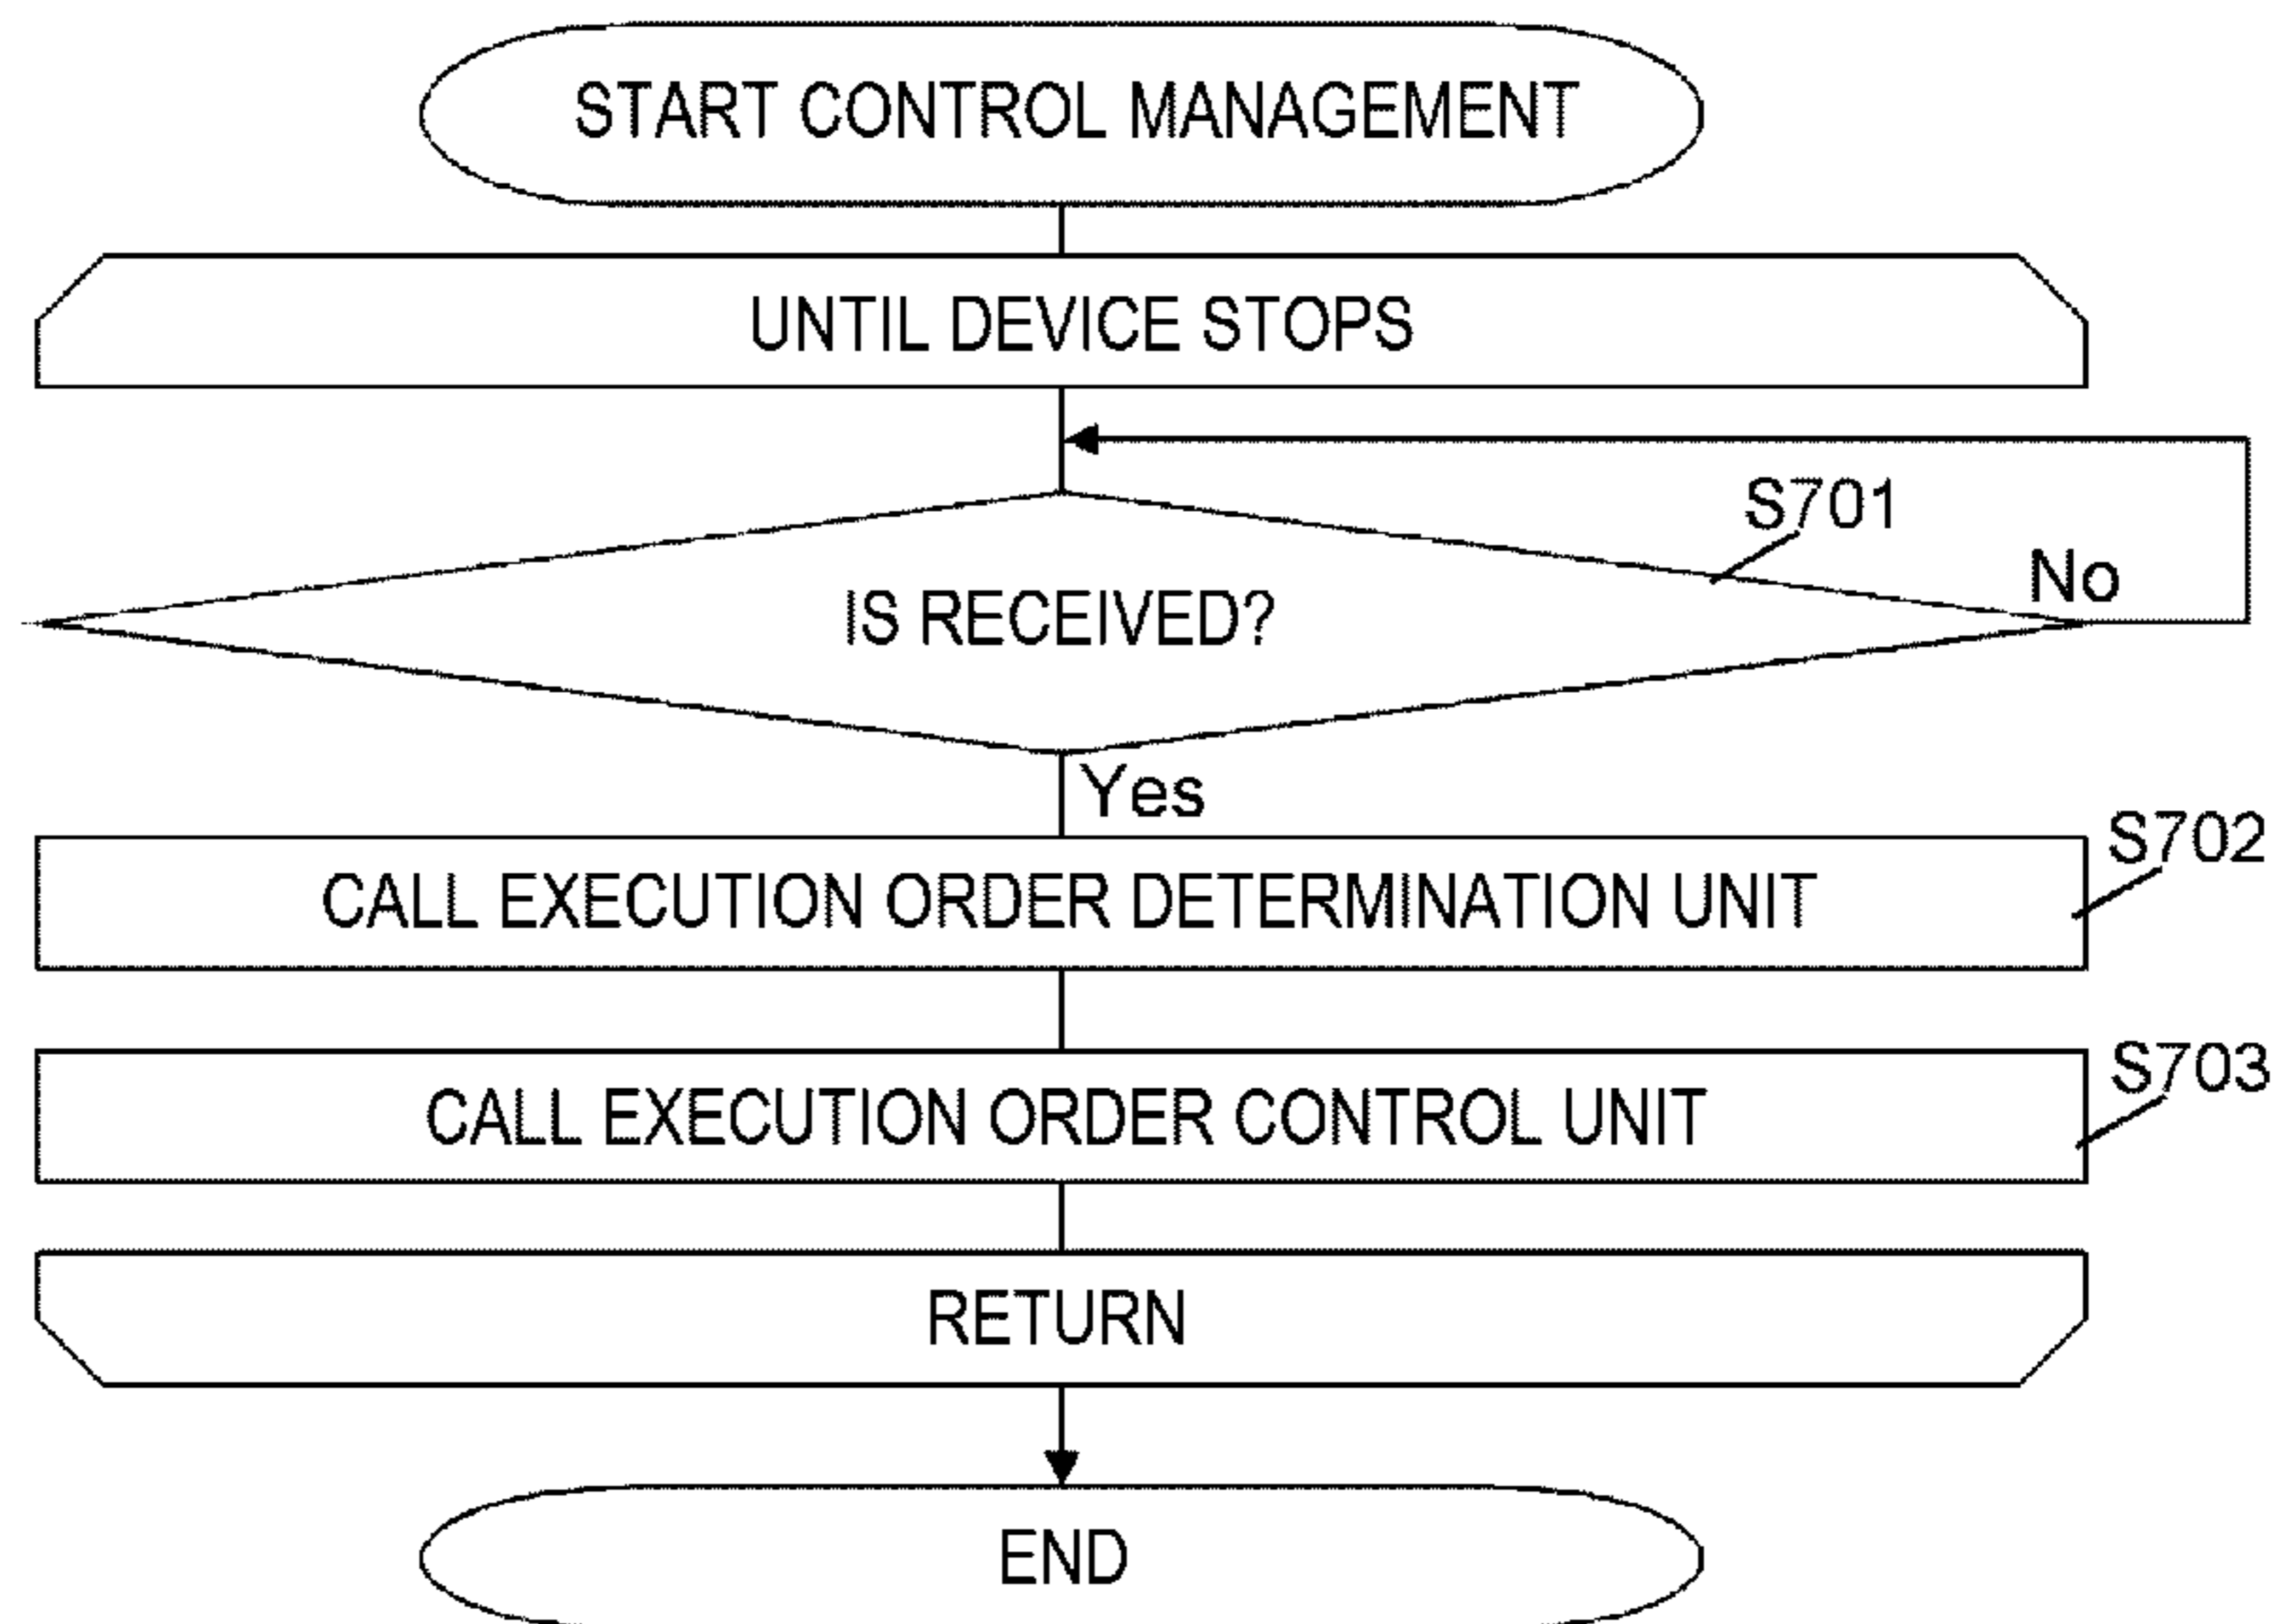 START CONTROL MANAGEMENT
UNTIL DEVICE STOPS
S701
No
IS RECEIVED?
Yes
S702
CALL EXECUTION ORDER DETERMINATION UNIT
S703
CALL EXECUTION ORDER CONTROL UNIT
RETURN
END